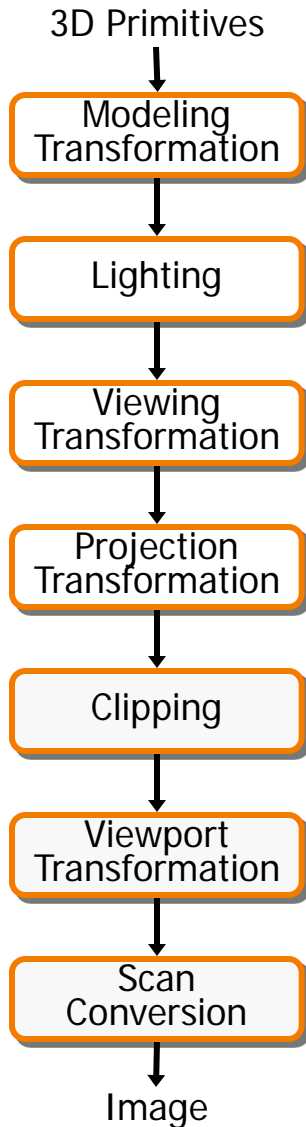 3D Primitives
Modeling
Transformation
Lighting
Viewing
Transformation
Projection
Transformation
Clipping
Viewport
Transformation
Scan
Conversion
Image